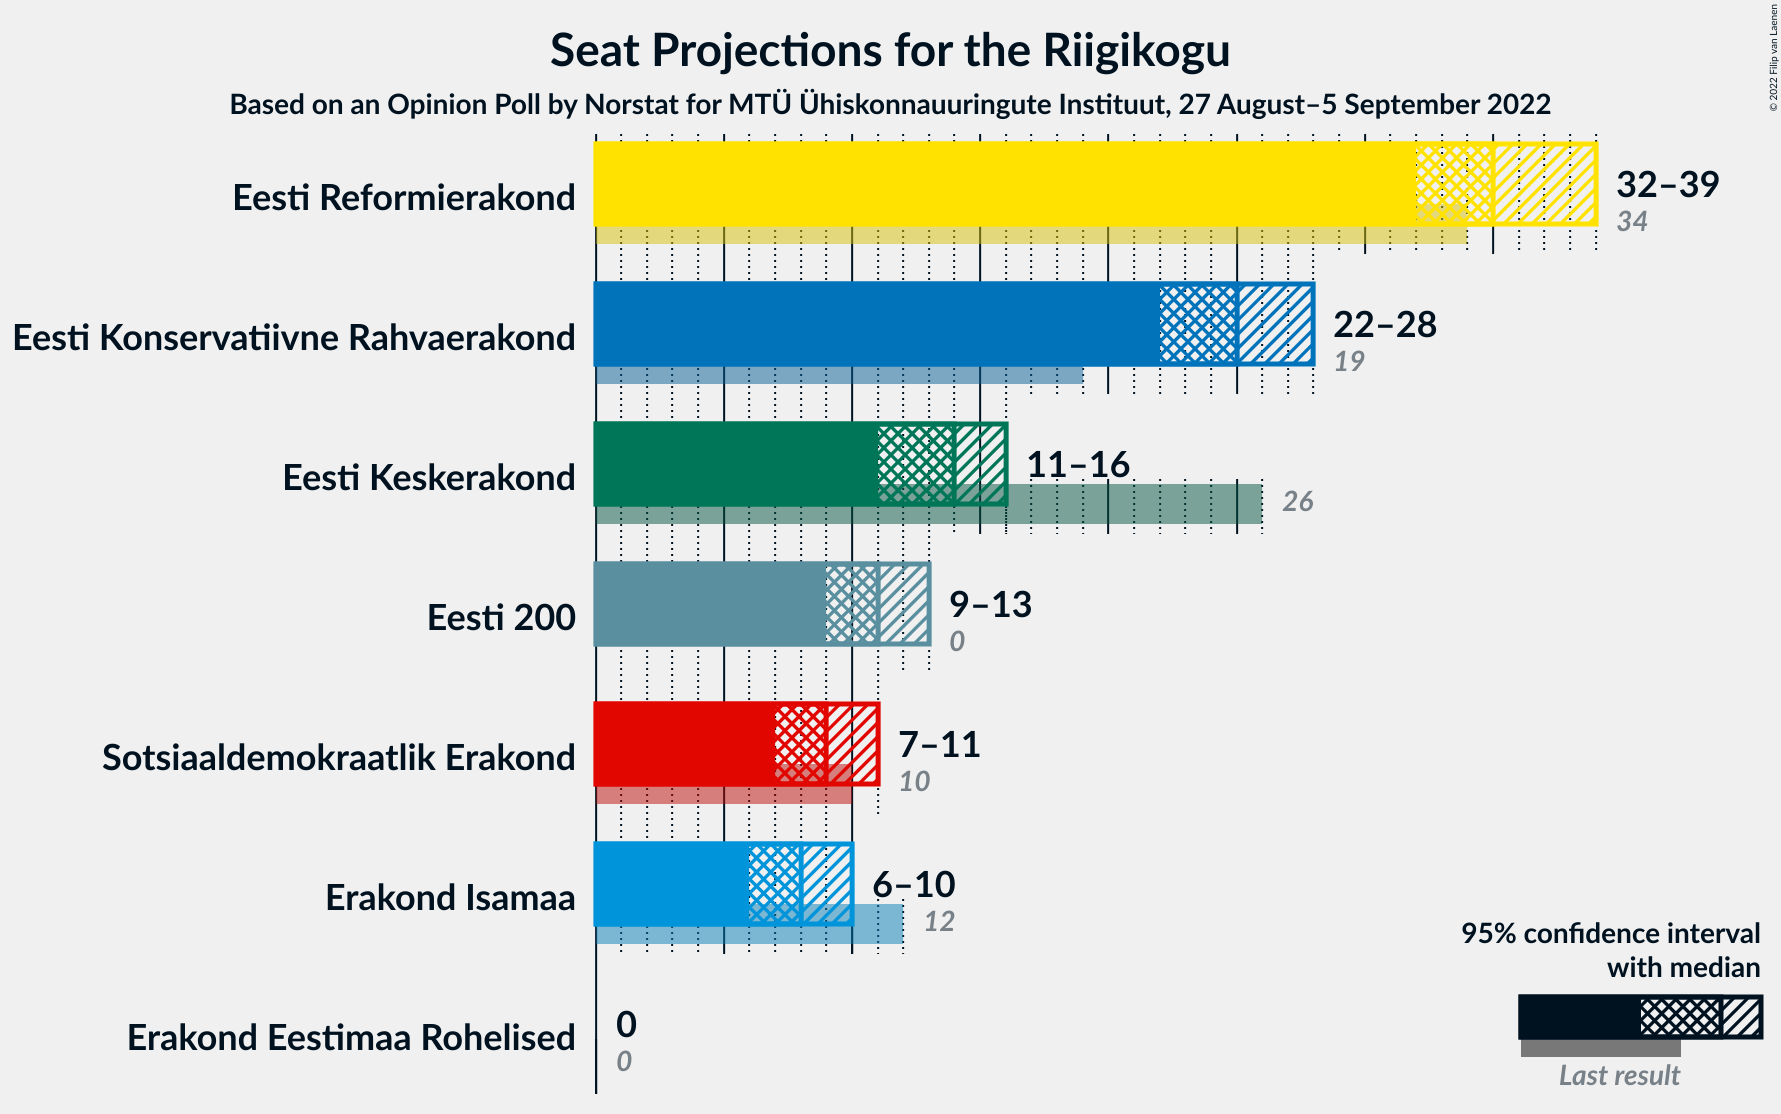 Seat Projections for the Riigikogu
Based on an Opinion Poll by Norstat for MTÜ Ühiskonnauuringute Instituut, 27 August–5 September 2022
© 2022 Filip van Laenen
Eesti Reformierakond
32–39
34
Eesti Konservatiivne Rahvaerakond
22–28
19
Eesti Keskerakond
11–16
26
Eesti 200
9–13
0
Sotsiaaldemokraatlik Erakond
7–11
10
Erakond Isamaa
6–10
12
Erakond Eestimaa Rohelised
0
0
95% confidence interval
with median
Last result